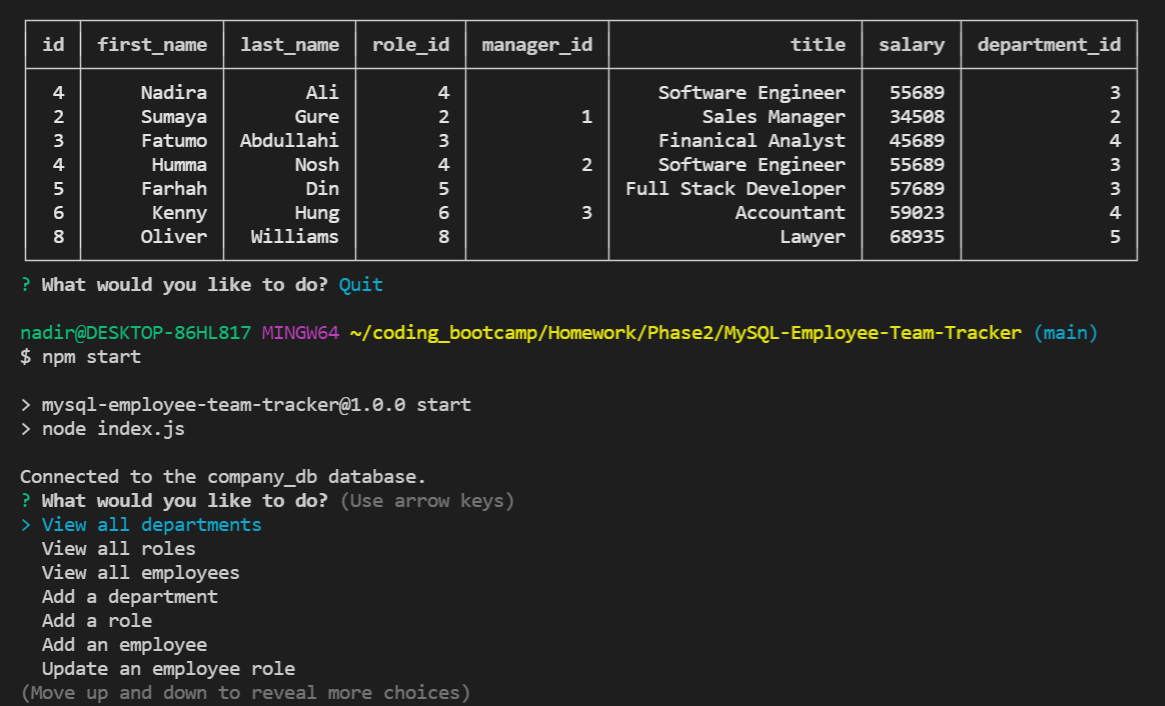 id first_name last_name role_id manager_id title salary department_id
4 Nadira Ali 4 Software Engineer 55689 3
2 Sumaya Gure 2 1 Sales Manager 34508 2
3 Fatumo Abdullahi 3 Finanical Analyst 45689 4
4 Humma Nosh 4 2 Software Engineer 55689 3
5 Farhah Din 5 Full Stack Developer 57689 3
6 Kenny Hung 6 3 Accountant 59023 4
8 Oliver Williams 8 Lawyer 68935 5
? What would you like to do? Quit
nadir@DESKTOP-86HL817 MINGW64 ~/coding_bootcamp/Homework/Phase2/MySQL-Employee-Team-Tracker (main)
$ npm start
> mysql-employee-team-tracker@1.0.0 start
> node index.js
Connected to the company_db database.
? What would you like to do? (Use arrow keys)
> View all departments
View all roles
View all employees
Add a department
Add a role
Add an employee
Update an employee role
(Move up and down to reveal more choices)